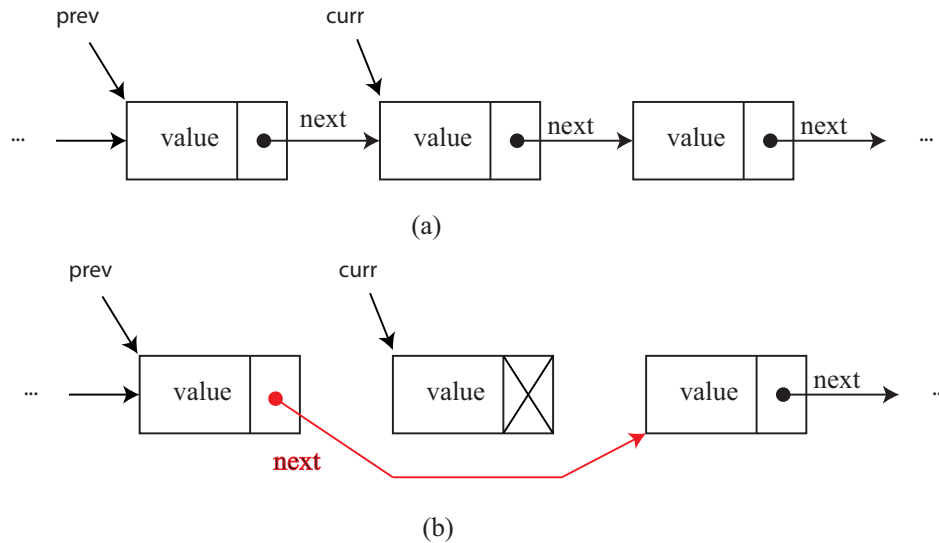 prev curr
... value next value next value next ...
(a)
prev curr
... value next value value next ...
(b)